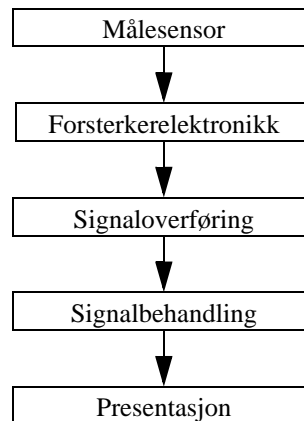 Målesensor
Forsterkerelektronikk
Signaloverføring
Signalbehandling
Presentasjon